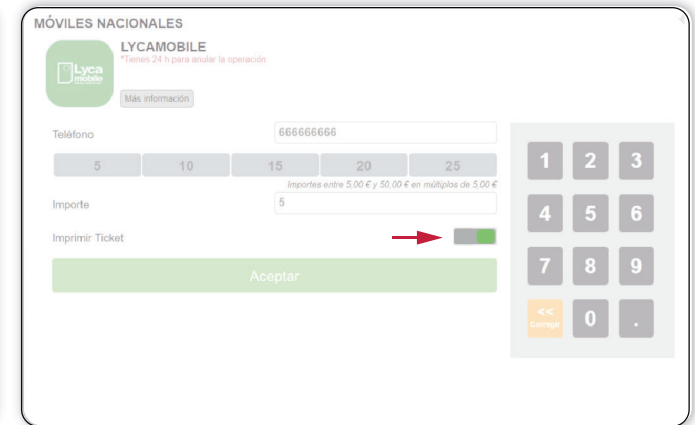 MÓVILES NACIONALES
LYCAMOBILE
*Tienes 24 h para anular la operación
Lyca
mobile
Más información
Teléfono
666666666
5 10 15 20 25
Importes entre 5,00 € y 50,00 € en múltiplos de 5,00 €
Importe
5
Imprimir Ticket
Aceptar
1 2 3
4 5 6
7 8 9
<<
Corregir
0 .